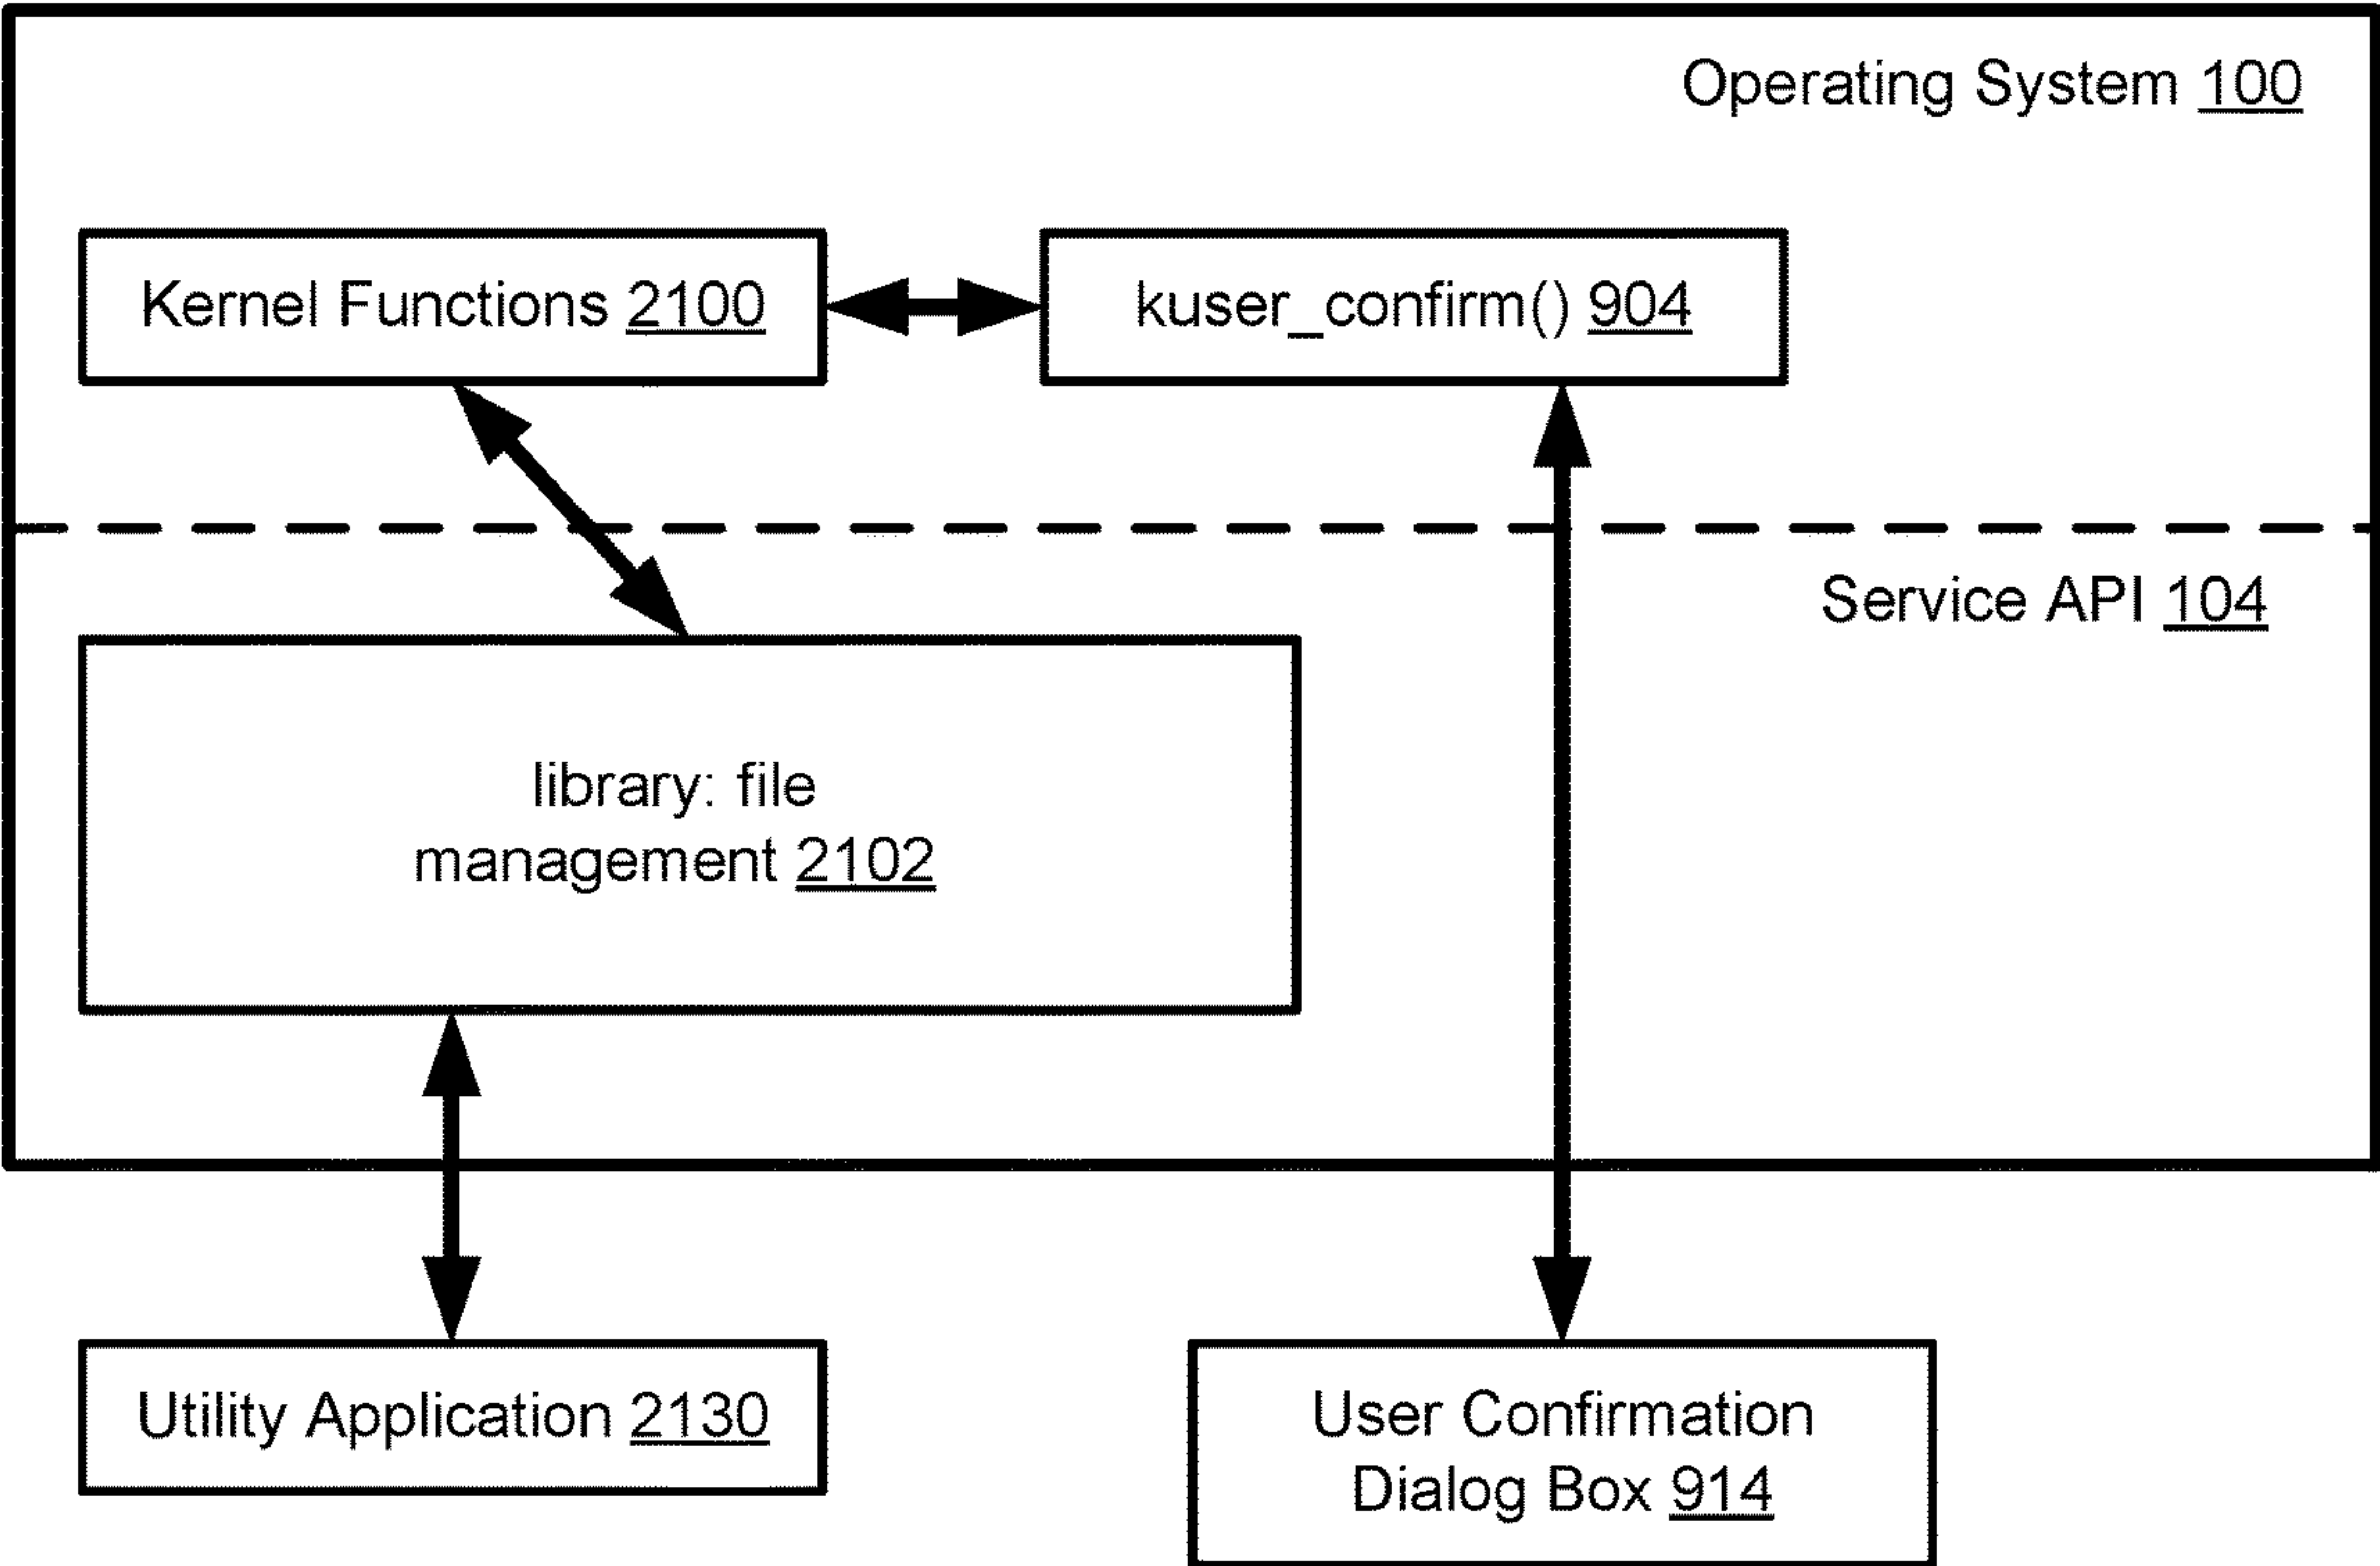 Operating System 100
Kernel Functions 2100
kuser_confirm() 904
Service API 104
library: file
management 2102
Utility Application 2130
User Confirmation
Dialog Box 914